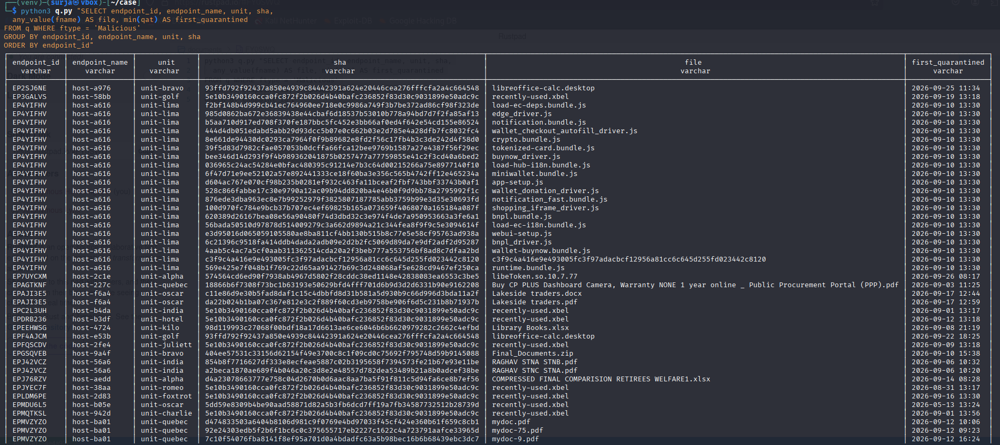 (venv)-(surja㉿vbox)-[~/case]
$ python3 q.py "SELECT endpoint_id, endpoint_name, unit, sha,
any_value(fname) AS file, min(qat) AS first_quarantined
FROM q WHERE ftype = 'Malicious'
GROUP BY endpoint_id, endpoint_name, unit, sha
ORDER BY endpoint_id"
endpoint_id endpoint_name unit sha file first_quarantined
varchar varchar varchar varchar varchar varchar
EP2SJ6NE host-a976 unit-bravo 93ffd792f92437a850e4939c84442391a624e20446cea276fffcfa2a4c664548 libreoffice-calc.desktop 2026-09-25 11:34
EP3GALVS host-58bb unit-golf 5e10b3490160cca0fc872f2b026d4b40bafc236852f83d30c9031899e50adc9c recently-used.xbel 2026-09-19 13:18
EP4YIFHV host-a616 unit-lima f2bf148b4d999cb41ec764960ee718e0c9986a749f3b7be372ad86cf98f323de load-ec-deps.bundle.js 2026-09-10 13:30
EP4YIFHV host-a616 unit-lima 985d0862ba672e36839438e44cbaf6d18537b53010b778a94bd7d7f2fa85af13 edge_driver.js 2026-09-10 13:30
EP4YIFHV host-a616 unit-lima b5aa710d917ed708f370fe187bbc5fc452e3bb66af0ed4f642e54cd155e86524 notification.bundle.js 2026-09-10 13:30
EP4YIFHV host-a616 unit-lima 444d4db051edabd5abb29d93dcc5b07e0c662b03e2d785e4a28dfb7fc8032fc4 wallet_checkout_autofill_driver.js 2026-09-10 13:30
EP4YIFHV host-a616 unit-lima 8e661de94430dc0293ca7964f0f9b89682e8fd2f56c17fb4b3c3de242d4f58d0 crypto.bundle.js 2026-09-10 13:30
EP4YIFHV host-a616 unit-lima 39f5d83d7982cfae057053b0dcffa66fca12bee9769b1587a27e4387f56f29ec tokenized-card.bundle.js 2026-09-10 13:30
EP4YIFHV host-a616 unit-lima bee346d14d293f9f4b989362041875b0257477a77759855e41c2f3cd40a6bed2 buynow_driver.js 2026-09-10 13:30
EP4YIFHV host-a616 unit-lima 036965c24ac54284e0bfac480395c91214e7b3c64d00215266a75e8977140f10 load-hub-i18n.bundle.js 2026-09-10 13:30
EP4YIFHV host-a616 unit-lima 6f47d71e9ee52102a57e892441333ce18f60ba3e356c565b4742ff12e465234a miniwallet.bundle.js 2026-09-10 13:30
EP4YIFHV host-a616 unit-lima d604ac767e070cf98b235b0281ef932c463fa11bceaf2fbf743bbf33743b0af1 app-setup.js 2026-09-10 13:30
EP4YIFHV host-a616 unit-lima 528c866fabbe17c30e9790a12ac09b94dd820ba4e46b0f9d9bb78a2795992f1c wallet_donation_driver.js 2026-09-10 13:30
EP4YIFHV host-a616 unit-lima 876ede3dba963ec8e7b99252979f3825807187785abb3759b99e3d35e30693fd notification_fast.bundle.js 2026-09-10 13:30
EP4YIFHV host-a616 unit-lima 100d970fc784e9bcb37b707ec4ef69825b165a073659f4068070a165184a087f shopping_iframe_driver.js 2026-09-10 13:30
EP4YIFHV host-a616 unit-lima 620389d26167bea08e56a90480f74d3dbd32c3e974f4de7a950953663a3fe6a1 bnpl.bundle.js 2026-09-10 13:30
EP4YIFHV host-a616 unit-lima 56bada50510d97878d514009279c3a662d9894a21c344fea8f9f9c5e3094614f load-ec-i18n.bundle.js 2026-09-10 13:30
EP4YIFHV host-a616 unit-lima e3d95016d065059105580ae8ba811cf4bb130b515b8c77e5e58cf95763ad938a webui-setup.js 2026-09-10 13:30
EP4YIFHV host-a616 unit-lima 6c21396c9518fa414ddb4dada2adb09e2d2b2fc5069d89da7e9df2adf2d95287 bnpl_driver.js 2026-09-10 13:30
EP4YIFHV host-a616 unit-lima 4aab5c4ac7a5cf0aab311362514cda20a2f3beb777a553756bf8ad8c7dfaa2bd wallet-buynow.bundle.js 2026-09-10 13:30
EP4YIFHV host-a616 unit-lima c3f9c4a416e9e493005fc3f97adacbcf12956a81cc6c645d255fd023442c8120 c3f9c4a416e9e493005fc3f97adacbcf12956a81cc6c645d255fd023442c8120 2026-09-10 13:30
EP4YIFHV host-a616 unit-lima 569e425e7f048b1f769c22d65aa91427b69c3d248068af5e628cd9467ef250ca runtime.bundle.js 2026-09-10 13:30
EP7UYCXM host-2c1e unit-alpha 574564cd6ed90f7938ab4967d5802f28cddc38ed1148e42838083ea6553c3be5 libeToken.so.10.7.77 2026-09-26 08:17
EPAGTKNF host-227c unit-quebec 18866b6f7308f73bc1b63193e50629bfd4fff701d6b9d3d2d6331b90e9162208 Buy CP PLUS Dashboard Camera, Warranty NONE 1 year online _ Public Procurement Portal (PPP).pdf 2026-09-03 11:25
EPAJI3E5 host-f6a4 unit-oscar c11e86d9e30b5fad8daf1c15c4dbbfd8d31b581a5d930b9c66d996d3bda11a2f Lakeside traders.docx 2026-09-17 12:44
EPAJI3E5 host-f6a4 unit-oscar da22b024b1ba07c367e812e3c2f889f60cd3eb9758be906f6d5c231b8b71937b Lakeside traders.pdf 2026-09-17 12:59
EPC2L3UH host-b4da unit-india 5e10b3490160cca0fc872f2b026d4b40bafc236852f83d30c9031899e50adc9c recently-used.xbel 2026-09-01 13:17
EPDRB236 host-b3df unit-hotel 5e10b3490160cca0fc872f2b026d4b40bafc236852f83d30c9031899e50adc9c recently-used.xbel 2026-09-12 13:18
EPEEHWSG host-4724 unit-kilo 98d119993c27068f00bdf18a17d6613ae6ce6046b6b6620979282c2662c4efbd Library Books.xlsx 2026-09-08 21:19
EPF4AJCM host-e53b unit-golf 93ffd792f92437a850e4939c84442391a624e20446cea276fffcfa2a4c664548 libreoffice-calc.desktop 2026-09-22 18:25
EPFQSCDV host-2fe4 unit-juliett 5e10b3490160cca0fc872f2b026d4b40bafc236852f83d30c9031899e50adc9c recently-used.xbel 2026-09-09 13:18
EPGSQVEB host-9a4f unit-bravo 404ee57531c33156d62154f49e3700c8c1f09cd0c75692f795748d59b9145088 Final_Documents.zip 2026-09-10 15:38
EPJ42VCZ host-56a6 unit-india 854b8f7716627df333e8ecfeae5887c02b3195658f7394573fe21b67e93e11be RAGHAV STNA STNB.pdf 2026-09-06 10:32
EPJ42VCZ host-56a6 unit-india a2beca1870ae689f4b046a20c3d8e2e48557d782dea53489b21a8b0adcef38be RAGHAV STNC STNA.pdf 2026-09-06 10:20
EPJ76RZV host-aedd unit-alpha d4a23078663777e758c04d2670b0d6aac8aa7ba5f91f811c5d94fa6ce8b7ef56 COMPRESSED FINAL COMPARISION RETIREES WELFARE1.xlsx 2026-09-14 08:28
EPJYEC7F host-38aa unit-romeo 5e10b3490160cca0fc872f2b026d4b40bafc236852f83d30c9031899e50adc9c recently-used.xbel 2026-08-31 13:17
EPLDM6PE host-2d83 unit-foxtrot 5e10b3490160cca0fc872f2b026d4b40bafc236852f83d30c9031899e50adc9c recently-used.xbel 2026-09-16 13:30
EPMDU6L5 host-b05e unit-oscar 5dd59e8309b4be90aad58871d82a5b3fb6dcd7ff19a7fb34587732512b28739d recently-used.xbel 2026-05-13 13:24
EPMQTKSL host-942d unit-charlie 5e10b3490160cca0fc872f2b026d4b40bafc236852f83d30c9031899e50adc9c recently-used.xbel 2026-09-01 13:56
EPMVZYZO host-ba01 unit-quebec d474833503a6404b8106d981c9f0769e4bd97033f45cf424e360b61f659c8cb1 mydoc.pdf 2026-09-12 10:06
EPMVZYZO host-ba01 unit-quebec 92e24303edb5f2b6f1bc6c0c375655717eb2227c1622c4a723791aafce33965d mydoc-75.pdf 2026-09-12 09:23
EPMVZYZO host-ba01 unit-quebec 7c10f54076fba8141f8ef95a701d0a4bdadfc63a5b98bec16b6b68439ebc3dc7 mydoc-9.pdf 2026-09-12 16:24